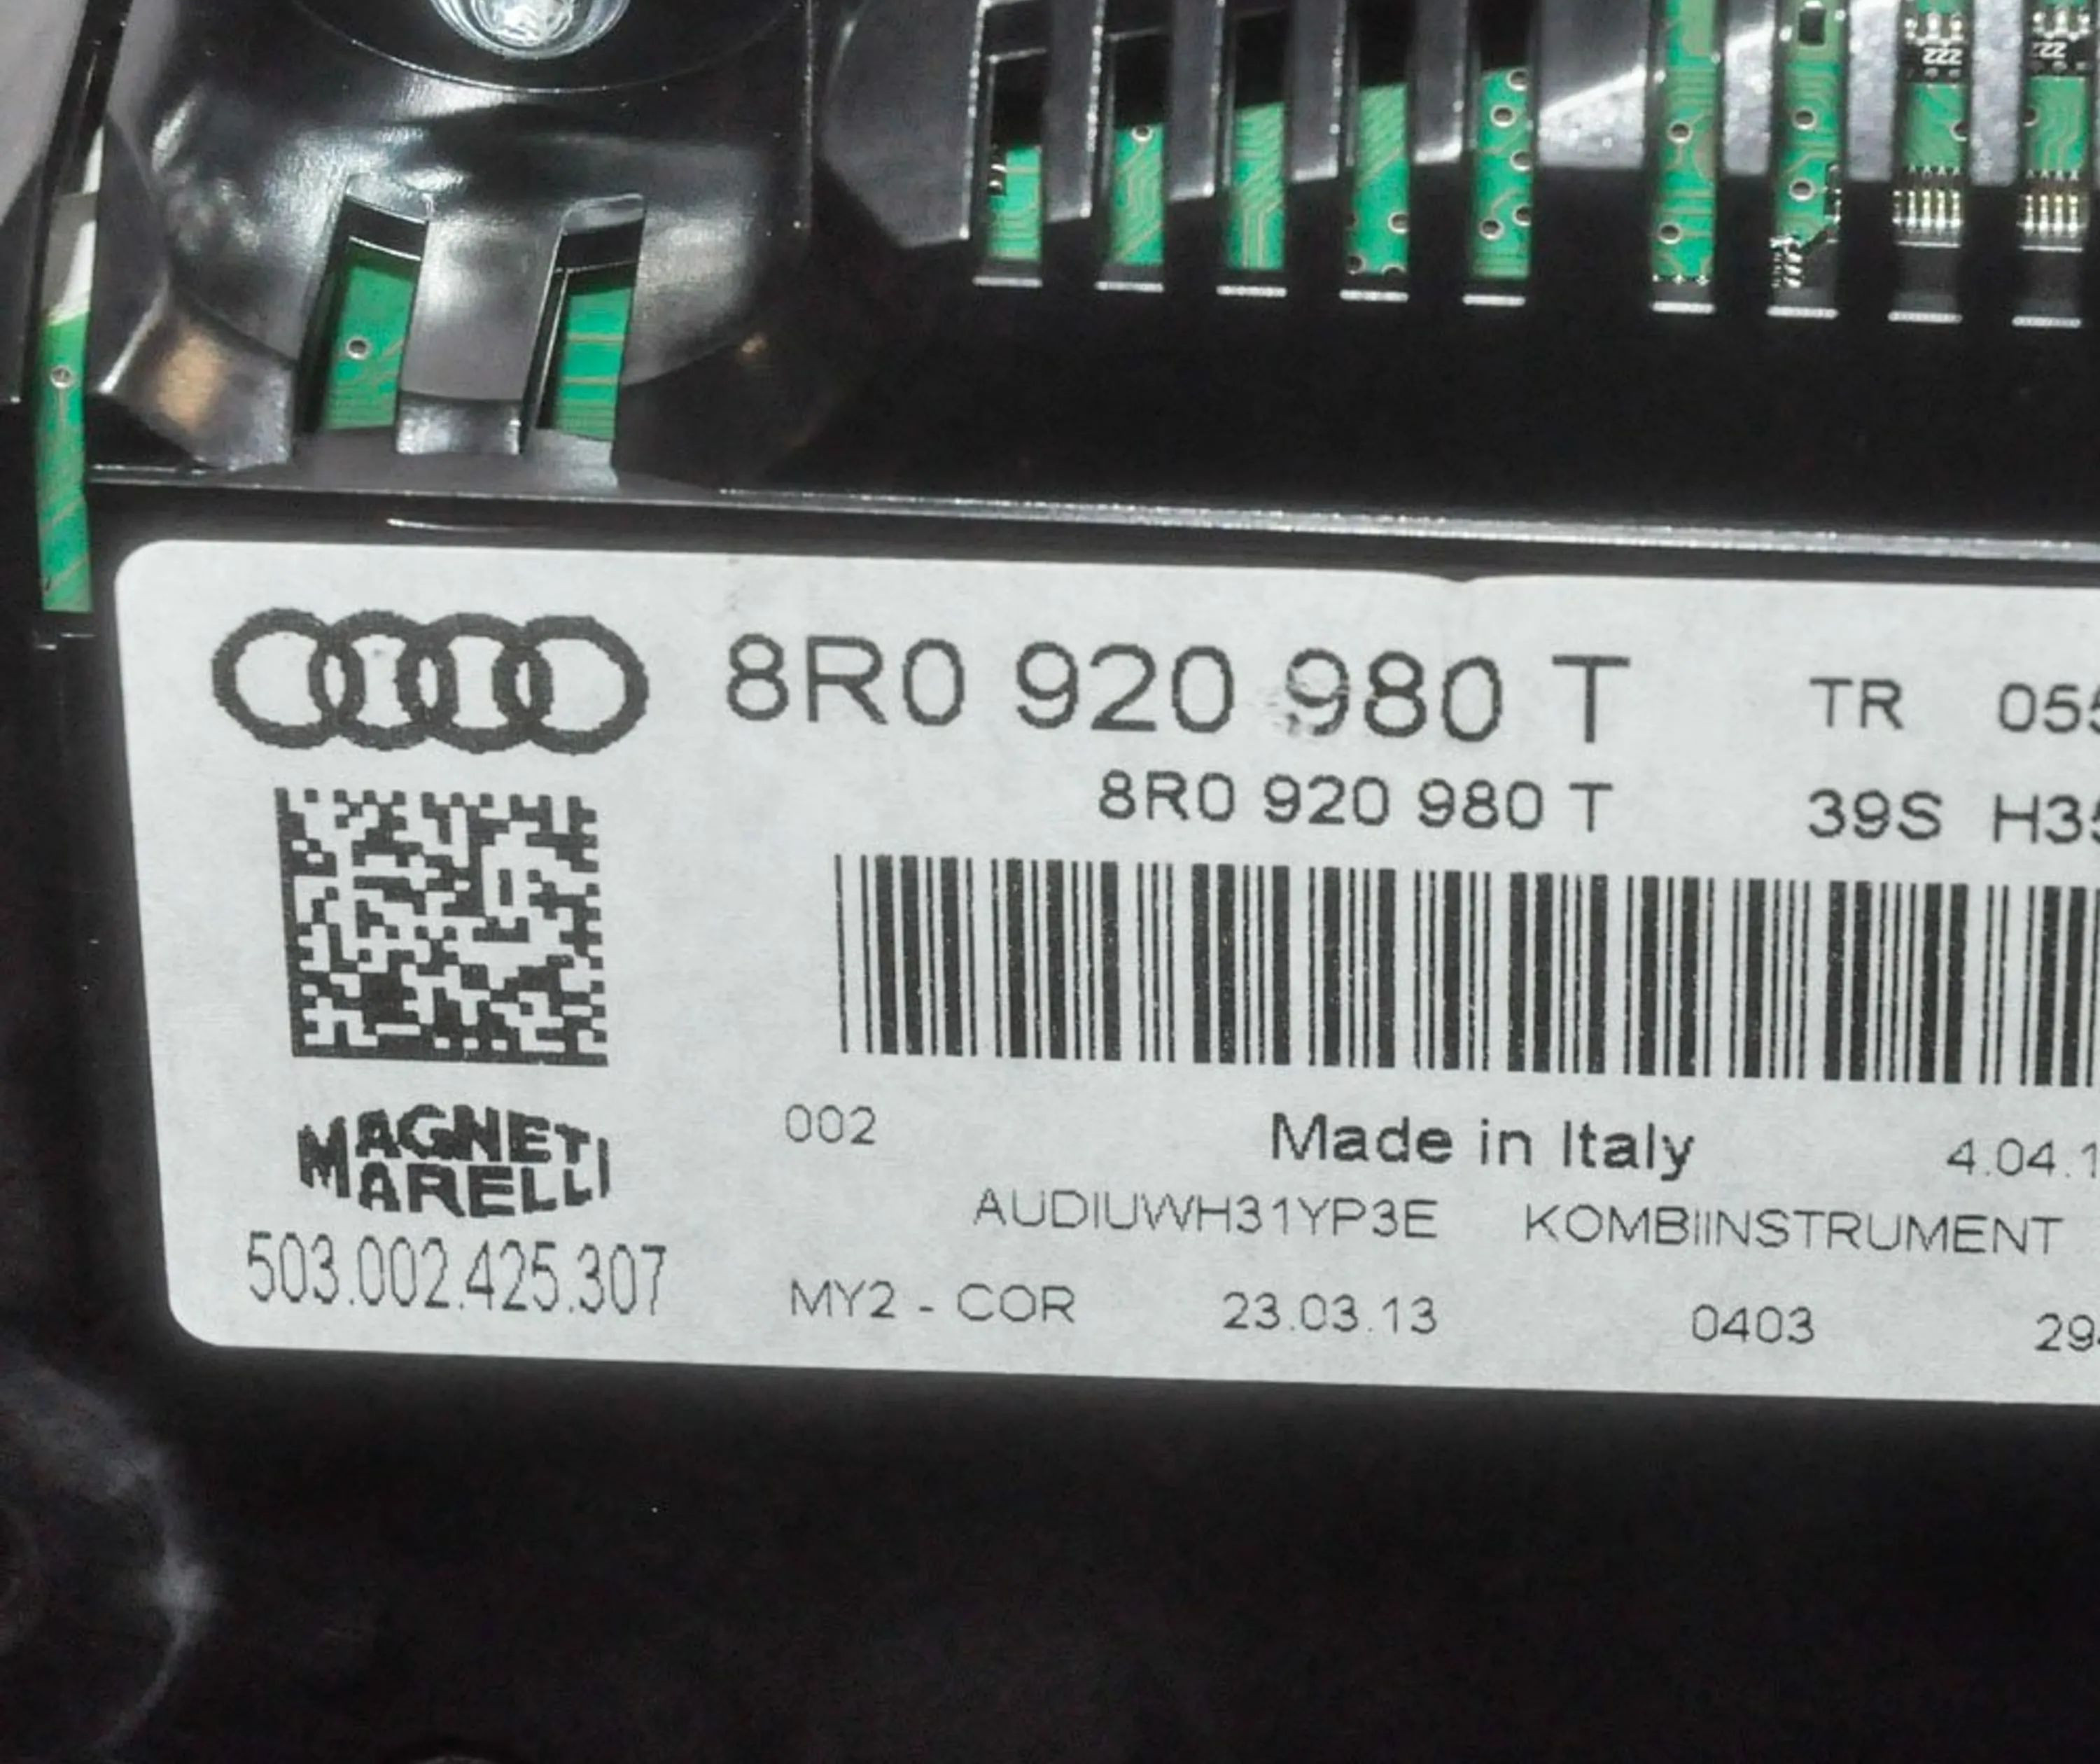 222
8R0 920 980 T TR
8R0 920 980 T 39S
002 Made in Italy
MAGNETI
MARELLI
AUDIUWH31YP3E KOMBIINSTRUMENT
503.002.425.307
MY2 - COR 23.03.13 0403